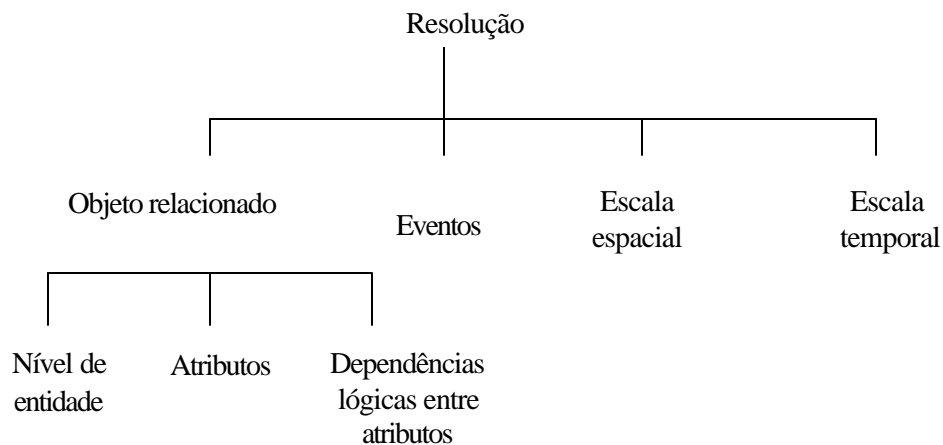 Resolução
Objeto relacionado
Eventos
Escala
espacial
Escala
temporal
Nível de
entidade
Atributos
Dependências
lógicas entre
atributos